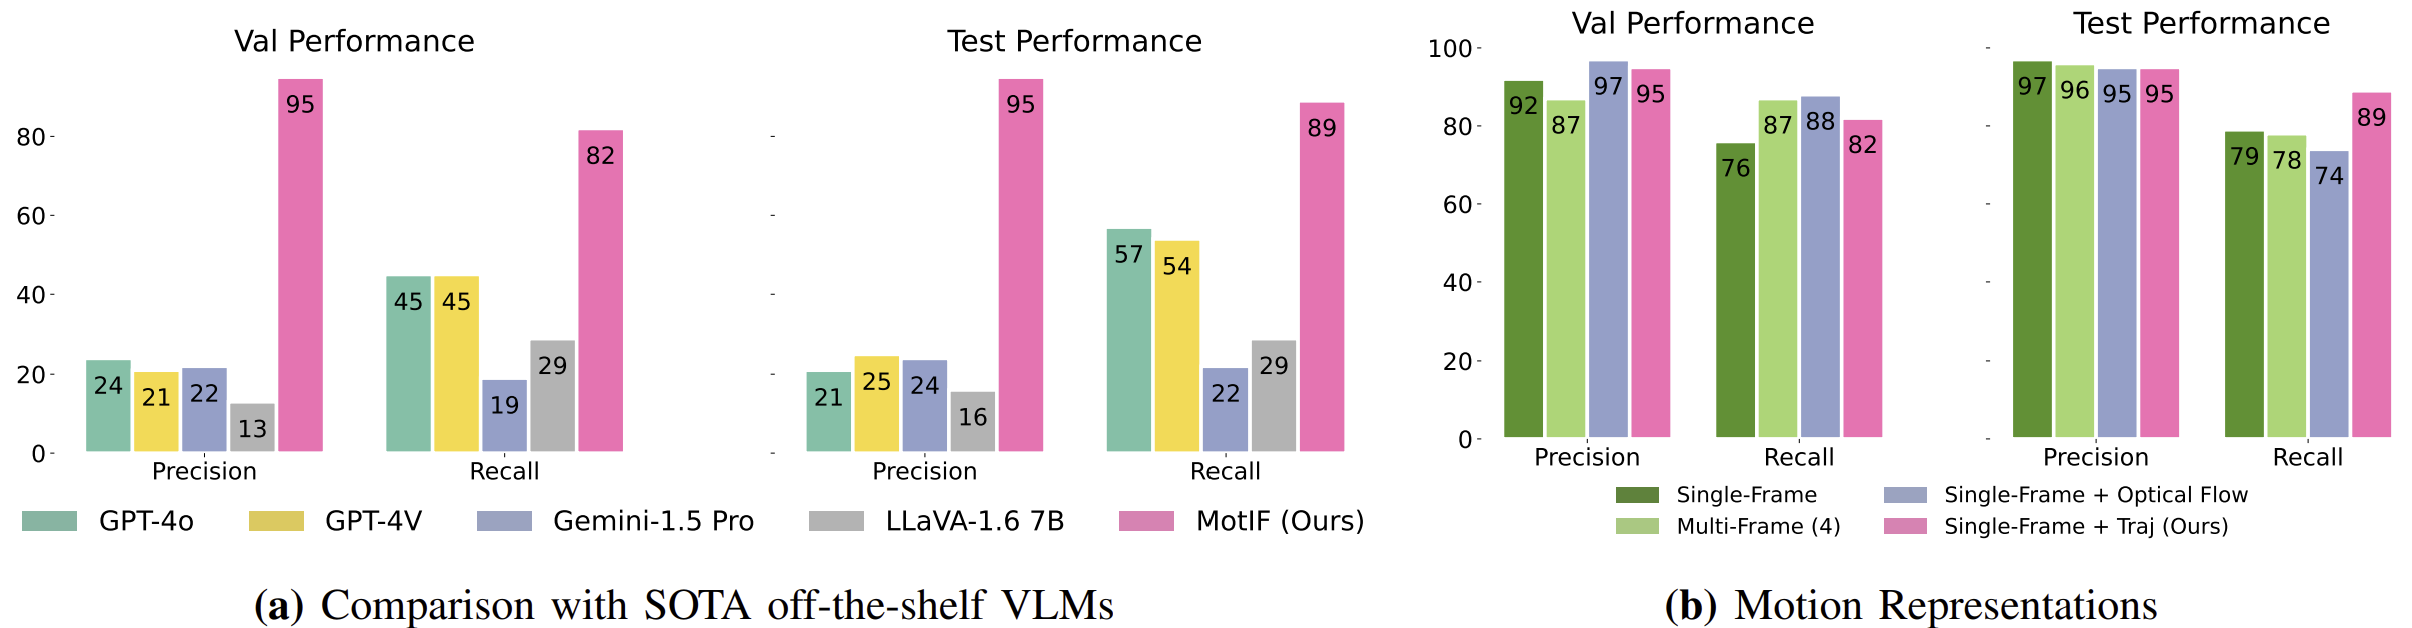 Val Performance
80
60
40
20
0
24
21
22
13
95
45
45
19
29
82
Precision
Recall
Test Performance
21
25
24
16
95
57
54
22
29
89
Precision
Recall
GPT-4o
GPT-4V
Gemini-1.5 Pro
LLaVA-1.6 7B
MotIF (Ours)
(a) Comparison with SOTA off-the-shelf VLMs
Val Performance
100
80
60
40
20
0
92
87
97
95
76
87
88
82
Precision
Recall
Test Performance
97
96
95
95
79
78
74
89
Precision
Recall
Single-Frame
Multi-Frame (4)
Single-Frame + Optical Flow
Single-Frame + Traj (Ours)
(b) Motion Representations